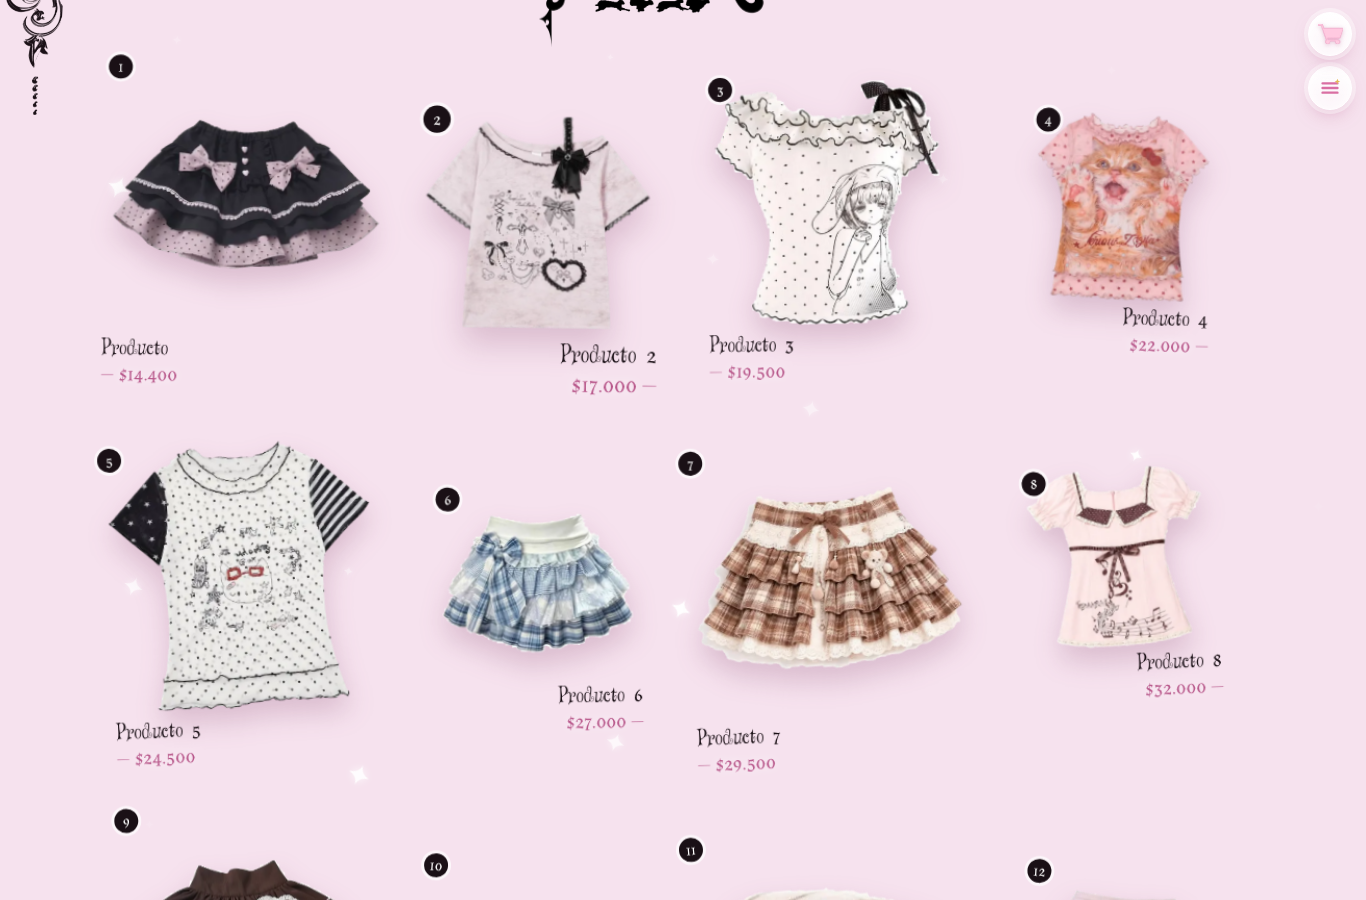 1
2
3
4
Producto
— $14.400
Producto 2
$17.000 —
Producto 3
— $19.500
Producto 4
$22.000 —
5
6
7
8
Producto 5
— $24.500
Producto 6
$27.000 —
Producto 7
— $29.500
Producto 8
$32.000 —
9
10
11
12